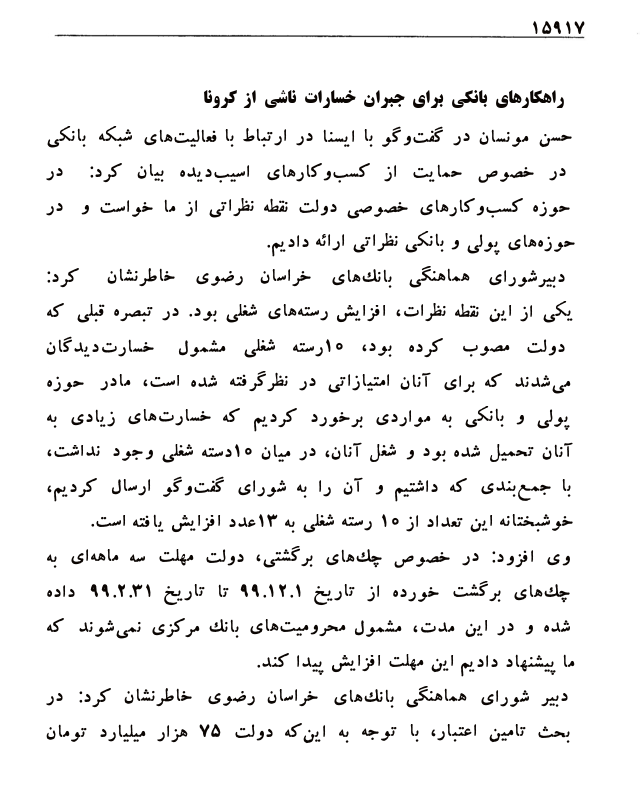 ۱۵۹۱۷
راهکارهای بانکی برای جبران خسارات ناشی از کرونا
حسن مونسان در گفت‌وگو با ایسنا در ارتباط با فعالیت‌های شبکه بانکی
در خصوص حمایت از کسب‌وکارهای اسیب‌دیده بیان کرد: در
حوزه کسب‌وکارهای خصوصی دولت نقطه نظراتی از ما خواست و در
حوزه‌های پولی و بانکی نظراتی ارائه دادیم.
دبیرشورای هماهنگی بانك‌های خراسان رضوی خاطرنشان کرد:
یکی از این نقطه نظرات، افزایش رسته‌های شغلی بود. در تبصره قبلی که
دولت مصوب کرده بود، ۱۰رسته شغلی مشمول خسارت‌دیدگان
می‌شدند که برای آنان امتیازاتی در نظرگرفته شده است، مادر حوزه
پولی و بانکی به مواردی برخورد کردیم که خسارت‌های زیادی به
آنان تحمیل شده بود و شغل آنان، در میان ۱۰دسته شغلی وجود نداشت،
با جمع‌بندی که داشتیم و آن را به شورای گفت‌وگو ارسال کردیم،
خوشبختانه این تعداد از ۱۰ رسته شغلی به ۱۳عدد افزایش یافته است.
وی افزود: در خصوص چك‌های برگشتی، دولت مهلت سه ماهه‌ای به
چك‌های برگشت خورده از تاریخ ۹۹.۱۲.۱ تا تاریخ ۹۹.۲.۳۱ داده
شده و در این مدت، مشمول محرومیت‌های بانك مرکزی نمی‌شوند که
ما پیشنهاد دادیم این مهلت افزایش پیدا کند.
دبیر شورای هماهنگی بانك‌های خراسان رضوی خاطرنشان کرد: در
بحث تامین اعتبار، با توجه به این‌که دولت ۷۵ هزار میلیارد تومان